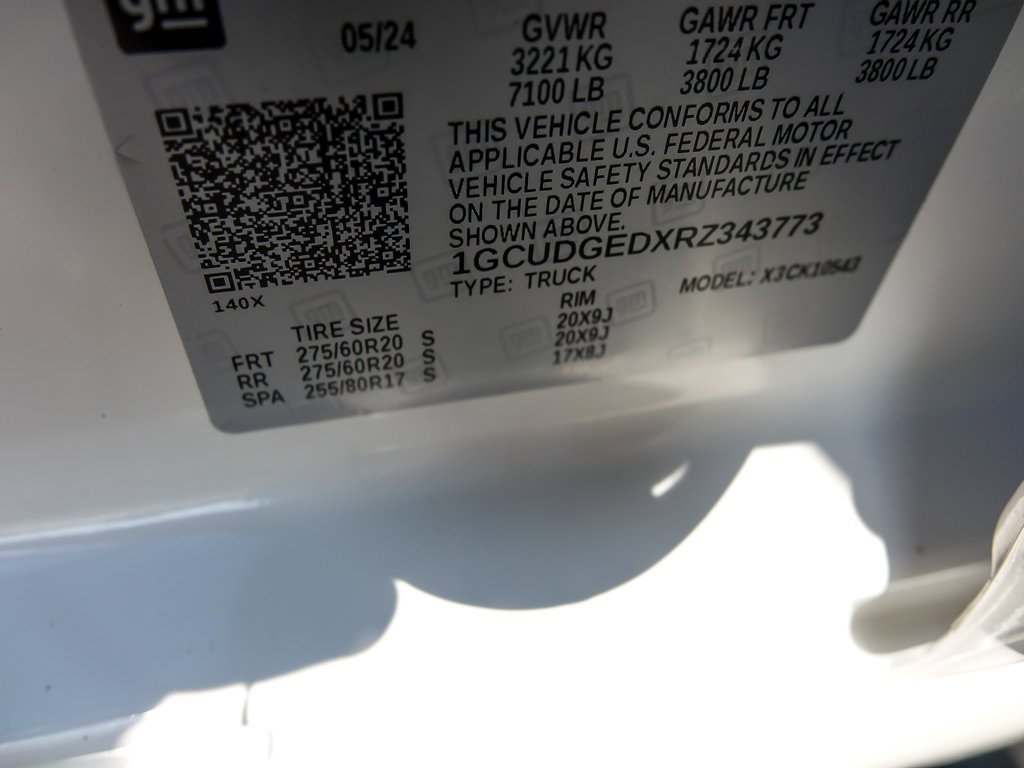 gm
05/24
GVWR
3221 KG
7100 LB
GAWR FRT
1724 KG
3800 LB
GAWR RR
1724 KG
3800 LB
THIS VEHICLE CONFORMS TO ALL
APPLICABLE U.S. FEDERAL MOTOR
VEHICLE SAFETY STANDARDS IN EFFECT
ON THE DATE OF MANUFACTURE
SHOWN ABOVE.
1GCUDGEDXRZ343773
TYPE: TRUCK
MODEL: X3CK10543
140X
TIRE SIZE RIM
FRT 275/60R20 S 20X9J
RR 275/60R20 S 20X9J
SPA 255/80R17 S 17X8J